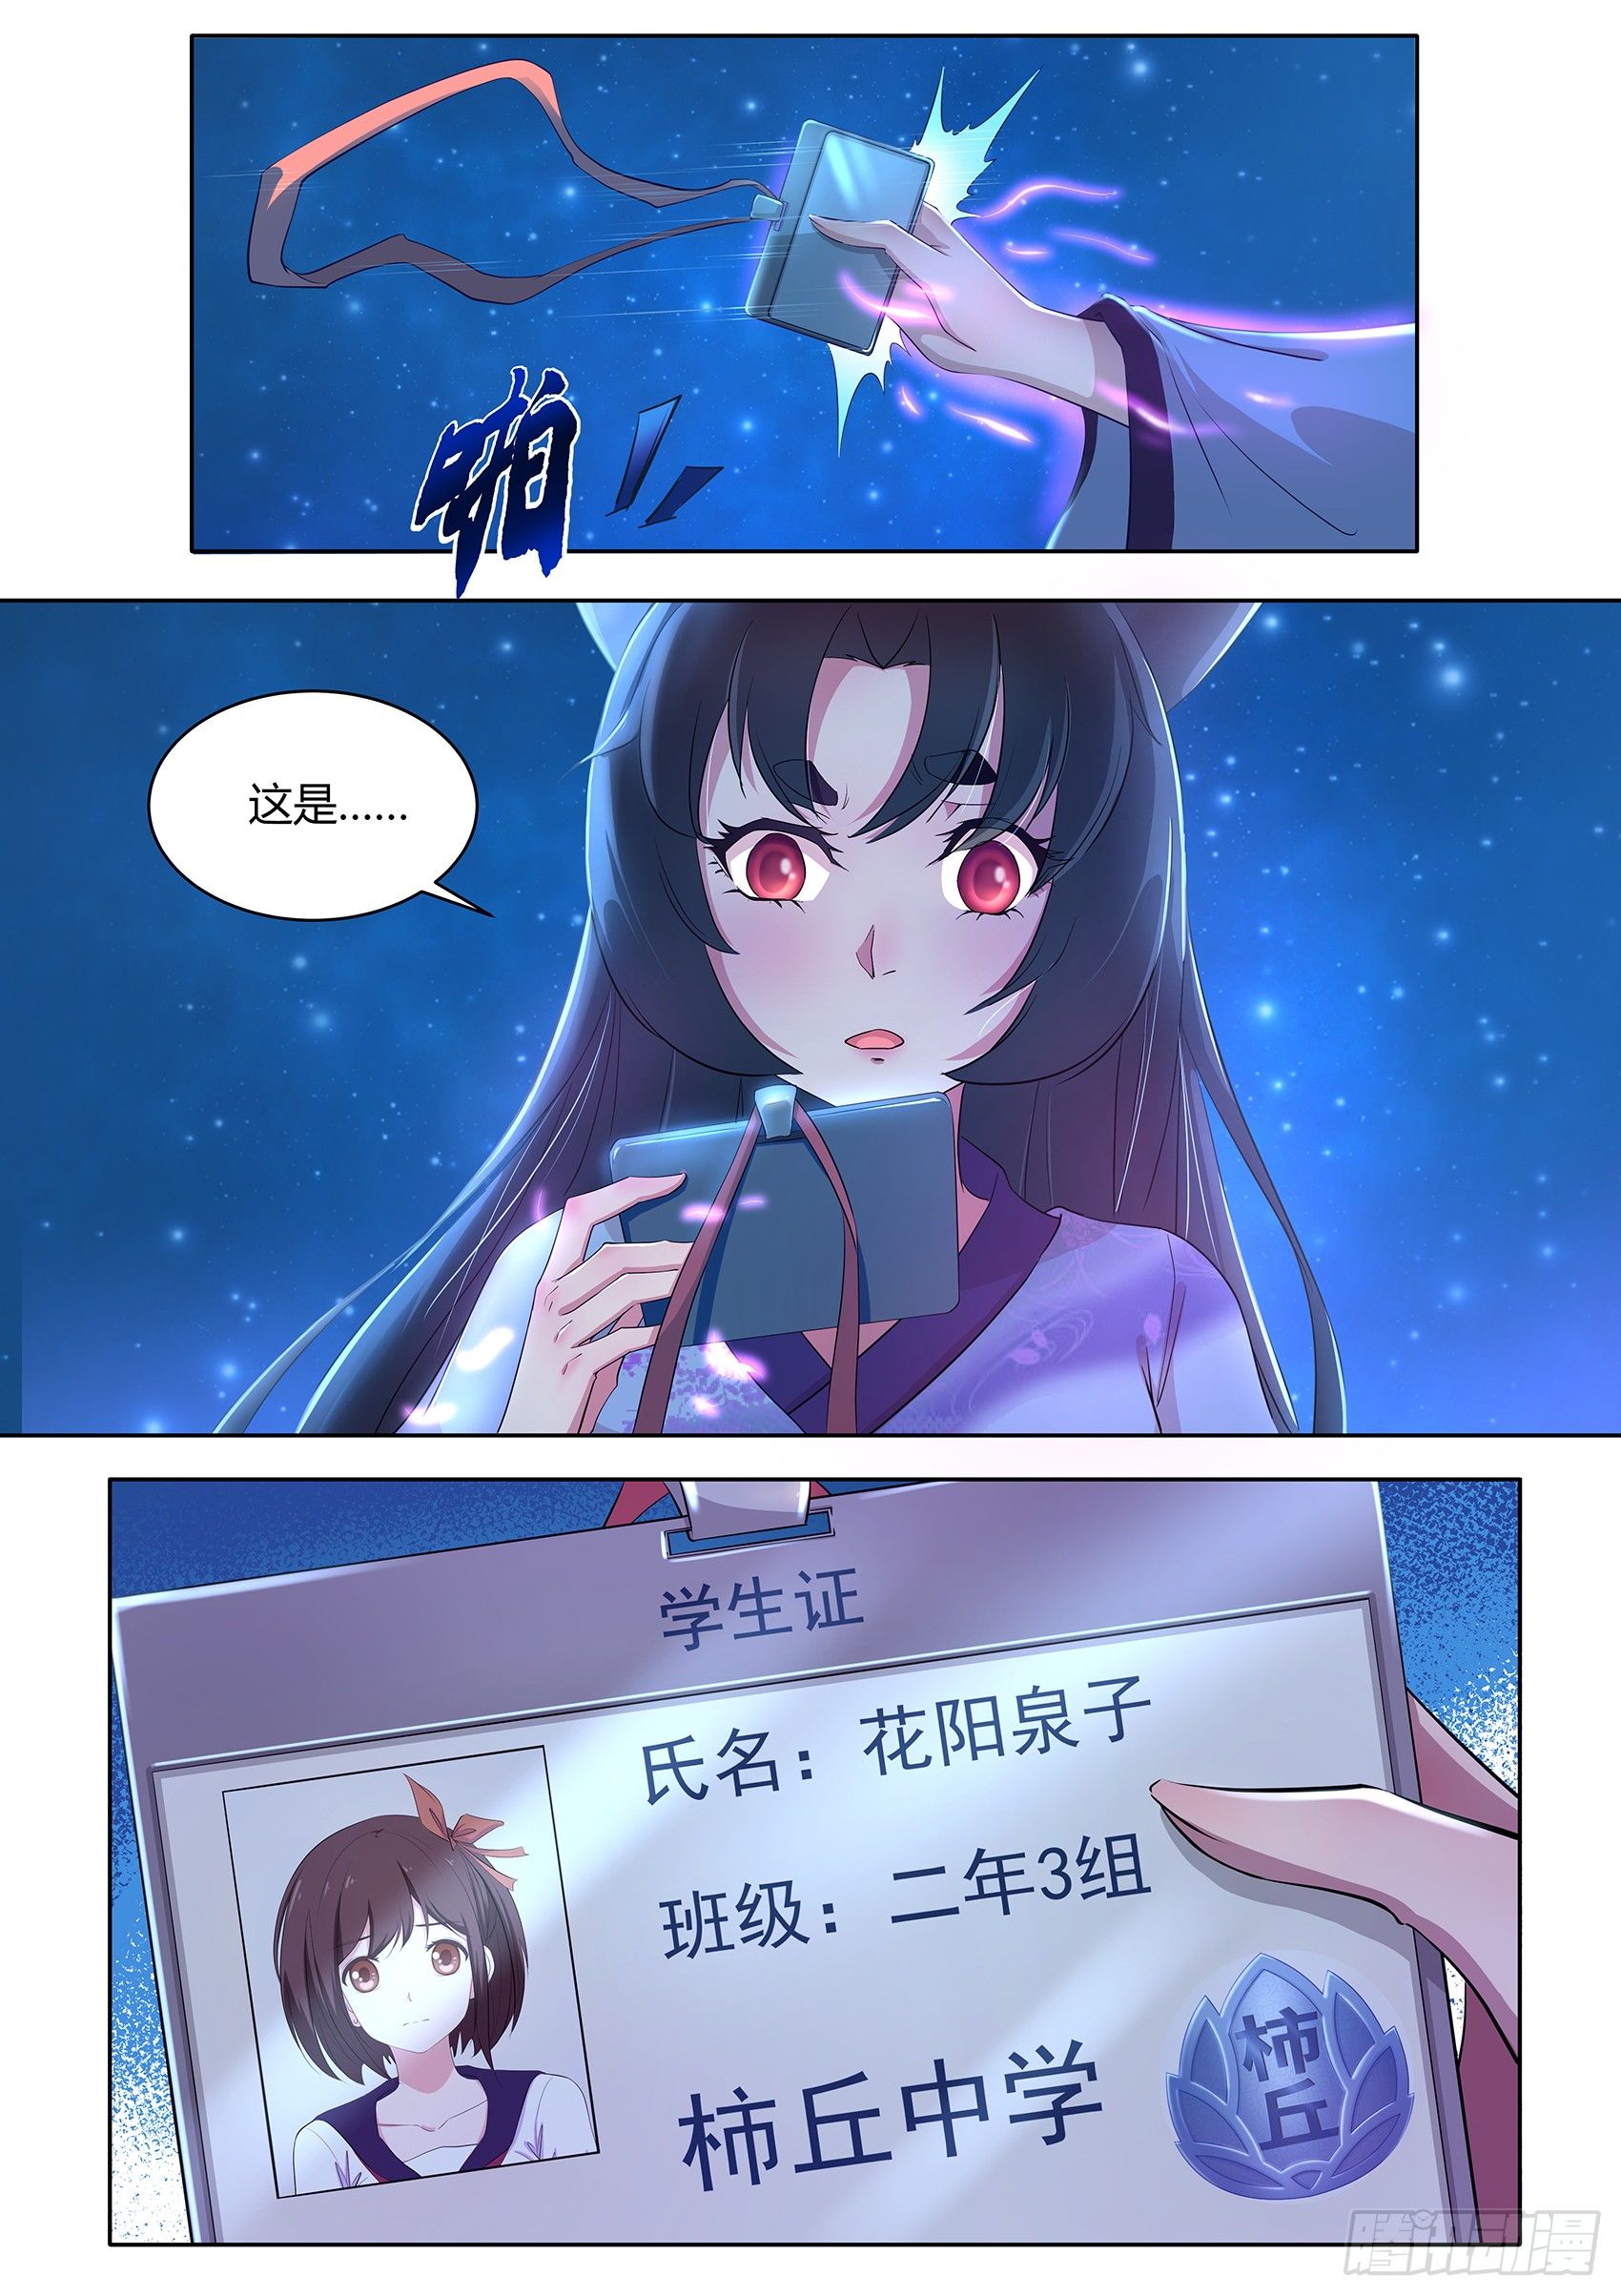 啪
这是……
学生证
氏名：花阳泉子
班级：二年3组
柿丘中学
柿
丘
腾讯动漫